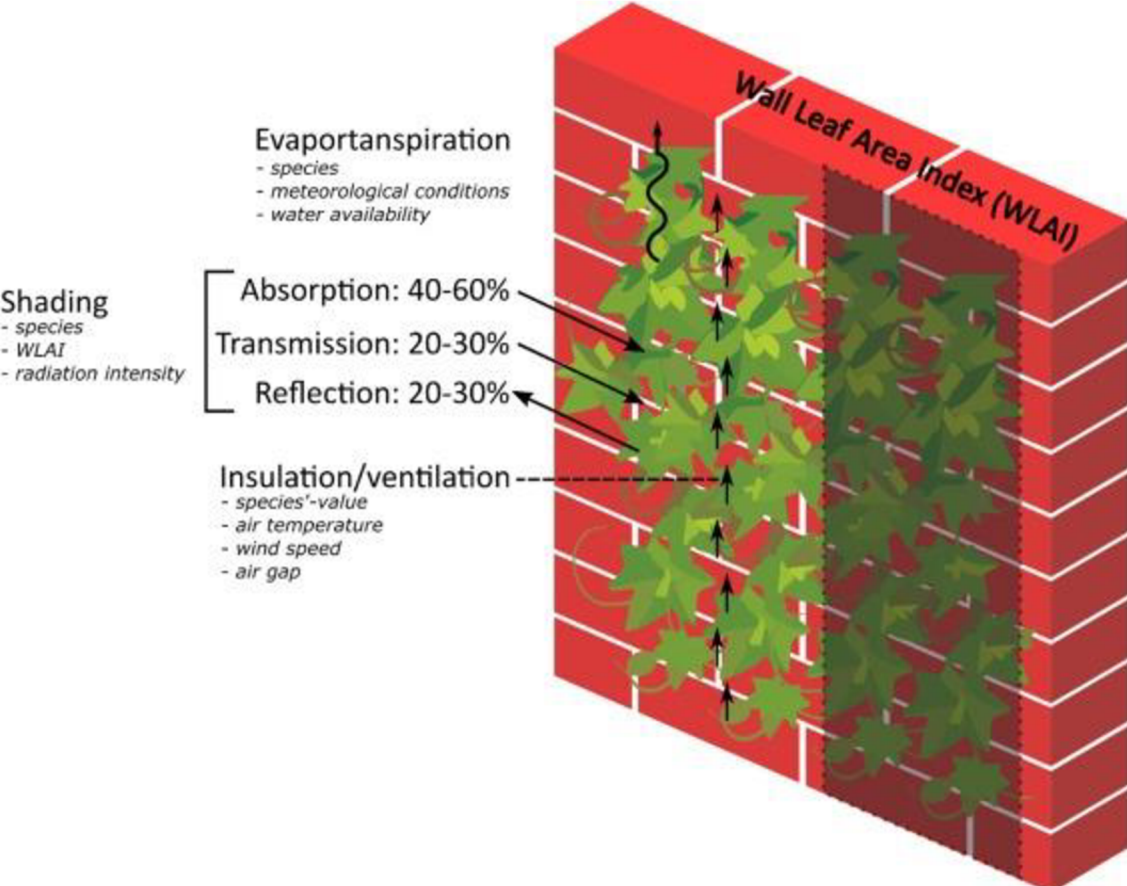 Wall Leaf Area Index (WLAI)
Evaportanspiration
- species
- meteorological conditions
- water availability
Shading
- species
- WLAI
- radiation intensity
Absorption: 40-60%
Transmission: 20-30%
Reflection: 20-30%
Insulation/ventilation
- species'-value
- air temperature
- wind speed
- air gap